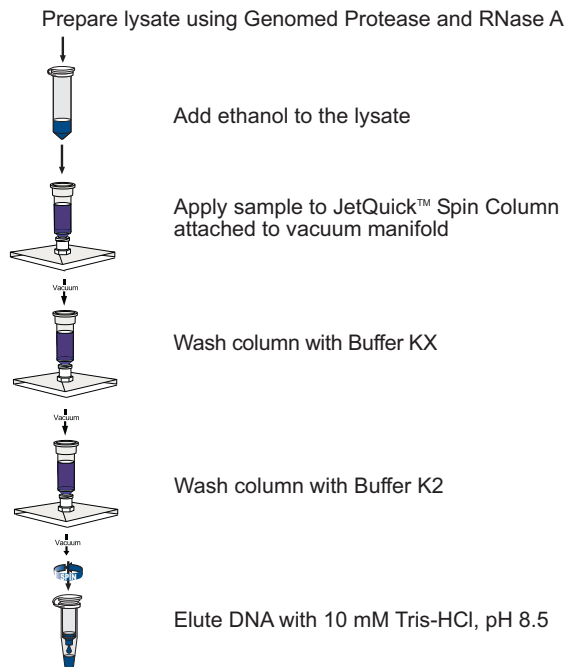 Prepare lysate using Genomed Protease and RNase A
Add ethanol to the lysate
Apply sample to JetQuick™ Spin Column
attached to vacuum manifold
Vacuum
Wash column with Buffer KX
Vacuum
Wash column with Buffer K2
Vacuum
SPIN
Elute DNA with 10 mM Tris-HCl, pH 8.5